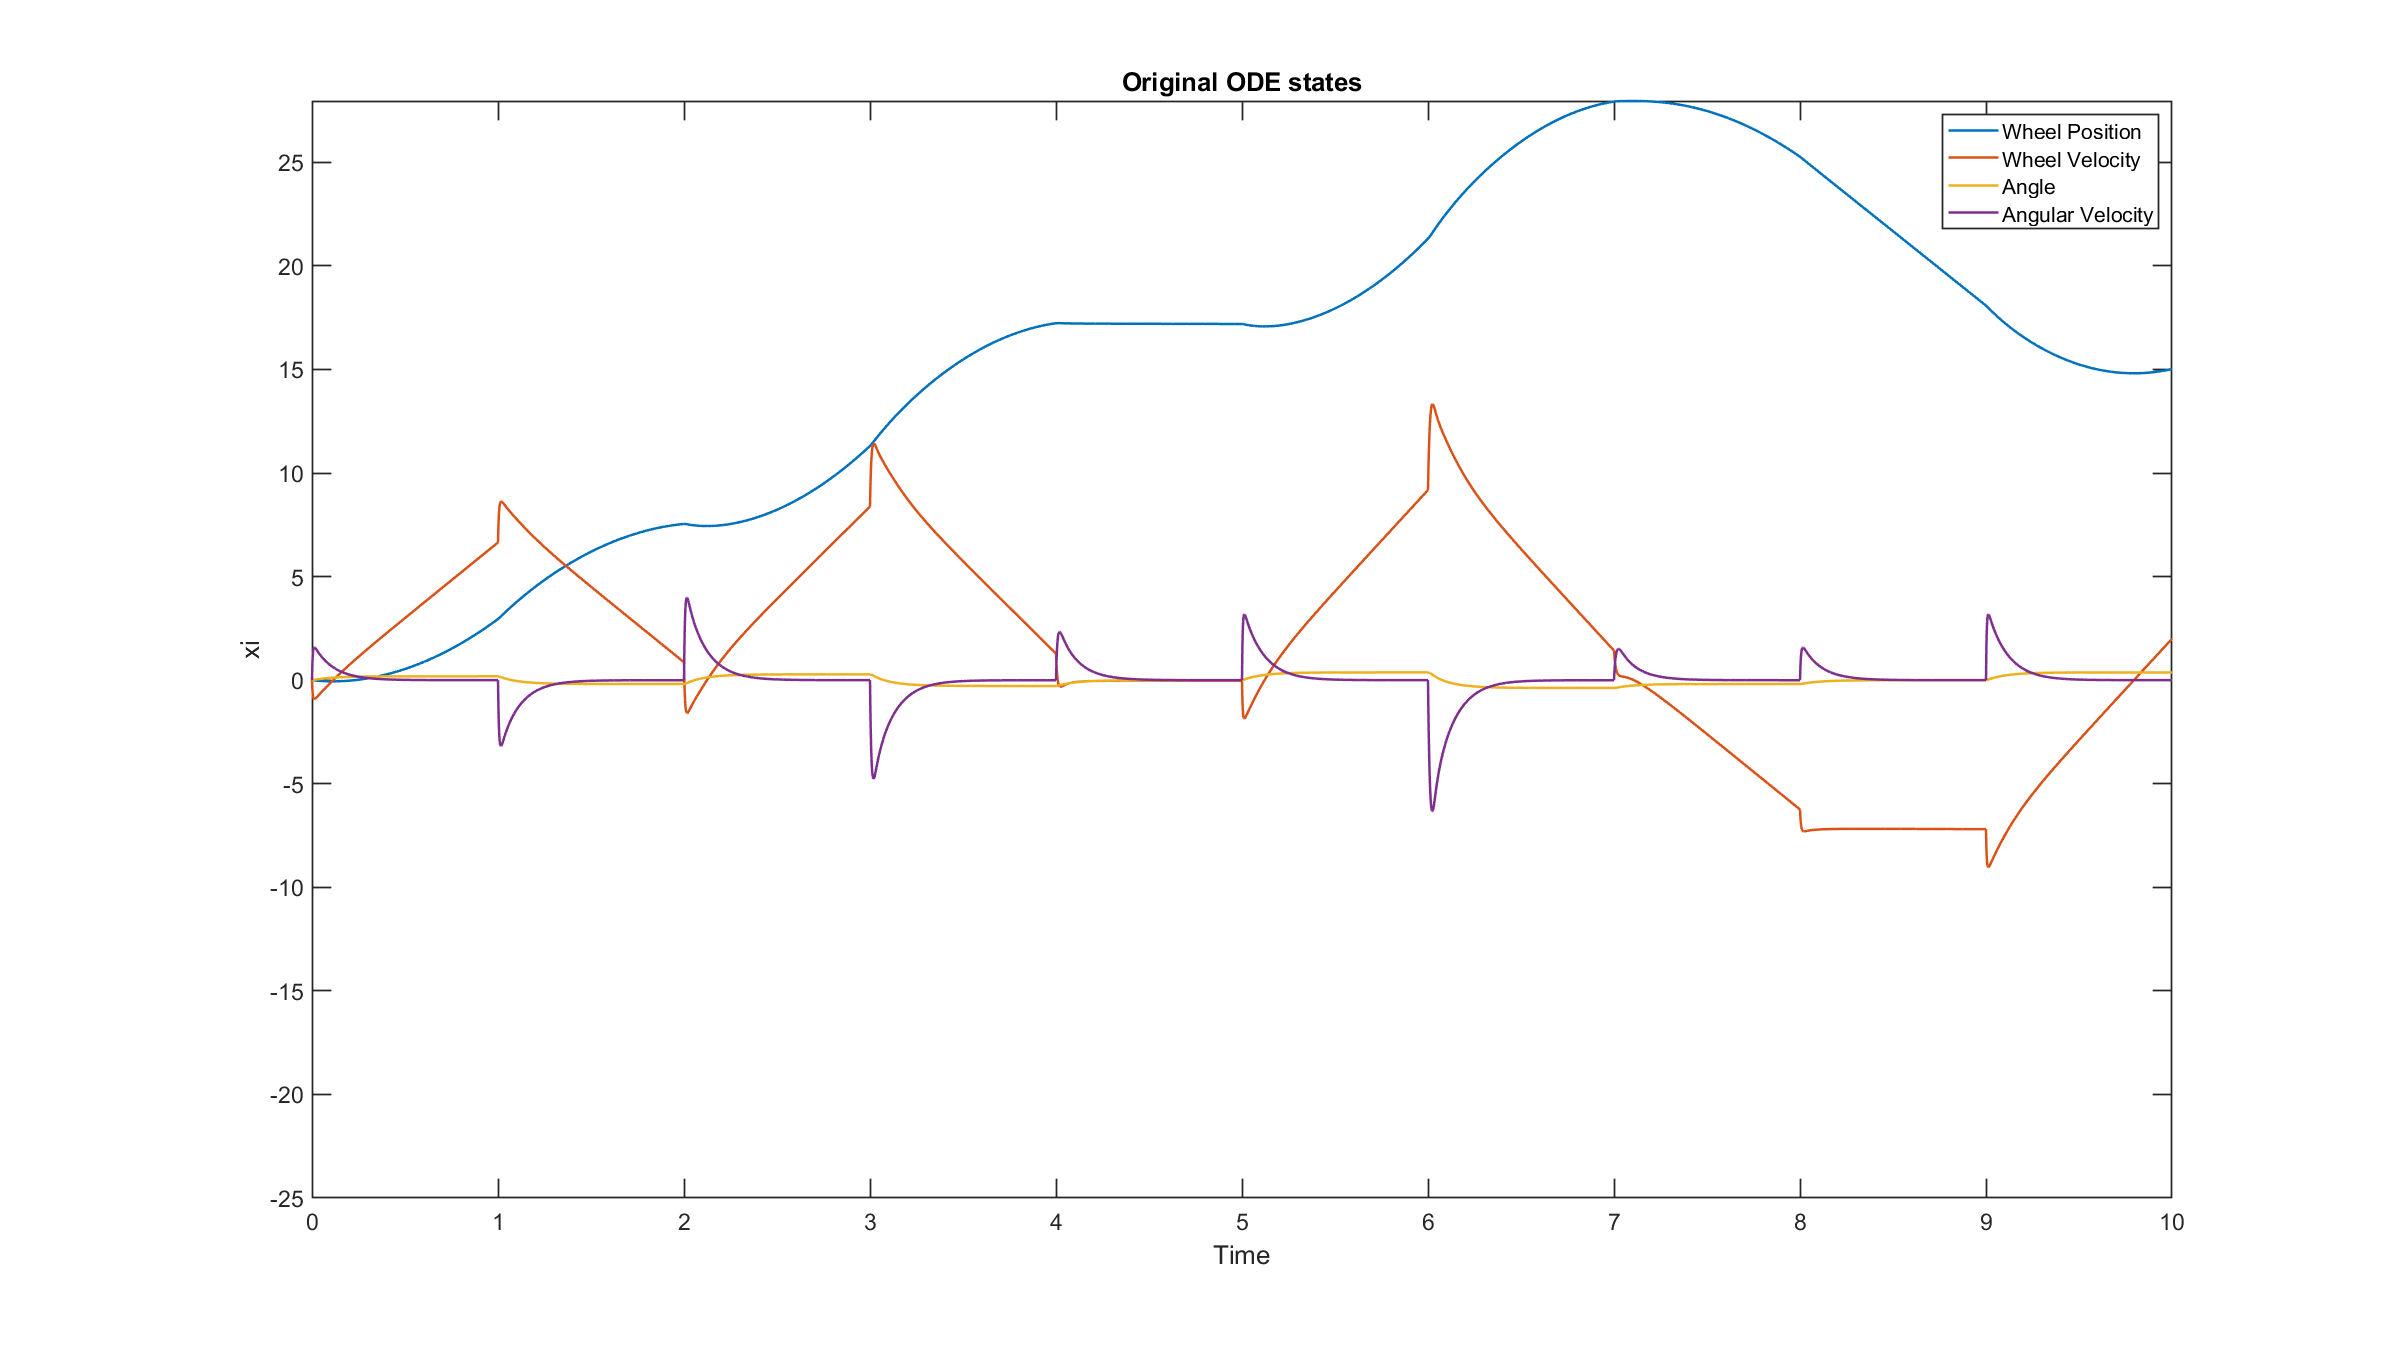 Original ODE states
Wheel Position
Wheel Velocity
Angle
Angular Velocity
25
20
15
10
5
0
-5
-10
-15
-20
-25
xi
0 1 2 3 4 5 6 7 8 9 10
Time